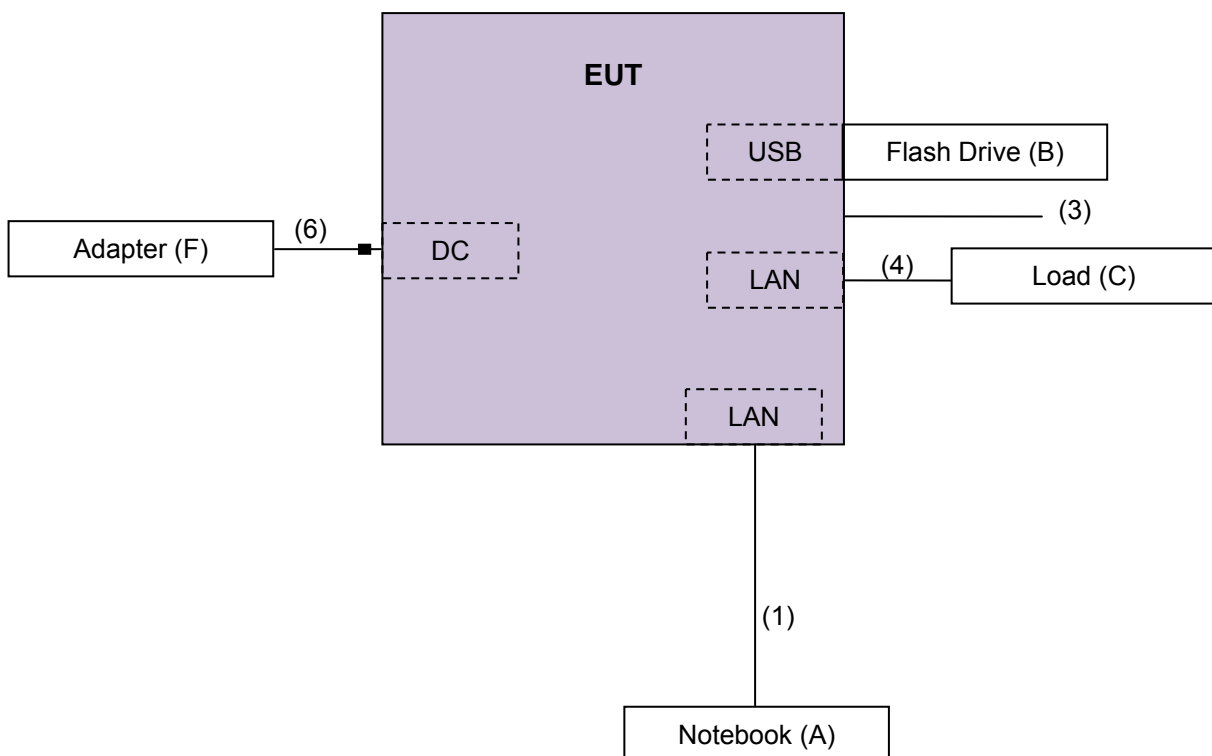 EUT
USB
Flash Drive (B)
(3)
(6)
Adapter (F)
DC
LAN
(4)
Load (C)
LAN
(1)
Notebook (A)